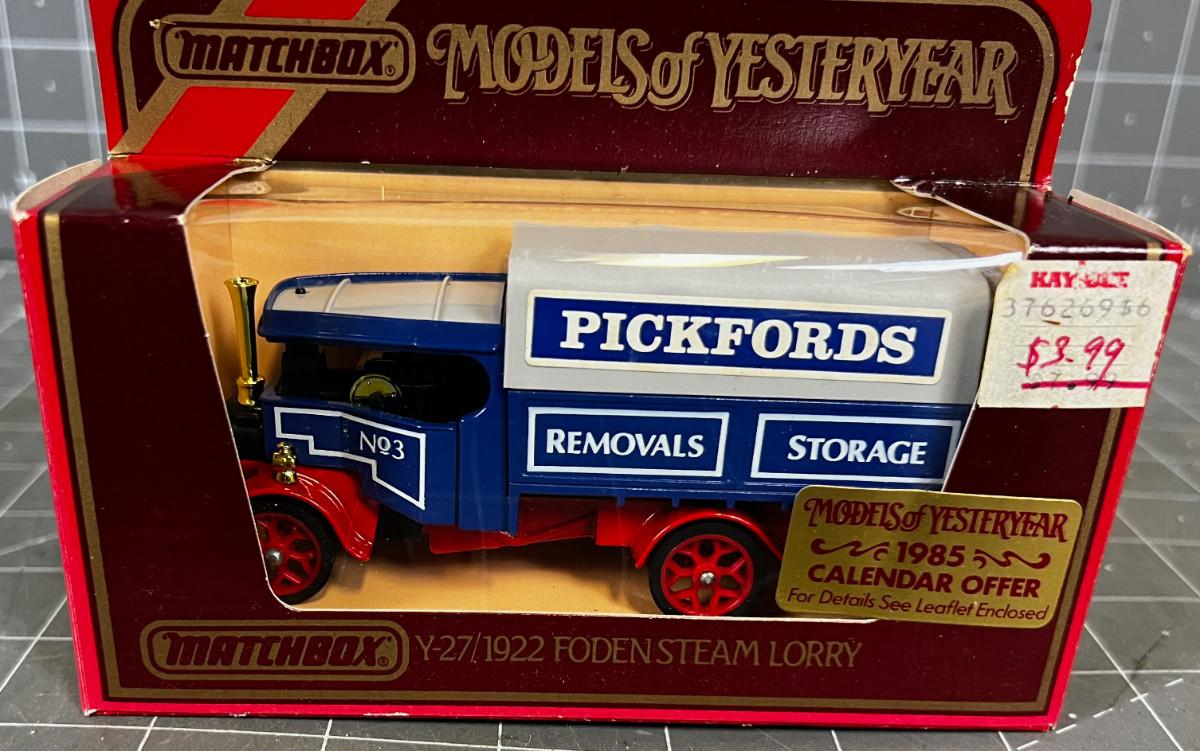 MATCHBOX®
MODELS of YESTERYEAR
PICKFORDS
No3
REMOVALS
STORAGE
KAY
376269
$3.99
MODELS of YESTERYEAR
1985
CALENDAR OFFER
For Details See Leaflet Enclosed
MATCHBOX®
Y-27/1922 FODEN STEAM LORRY